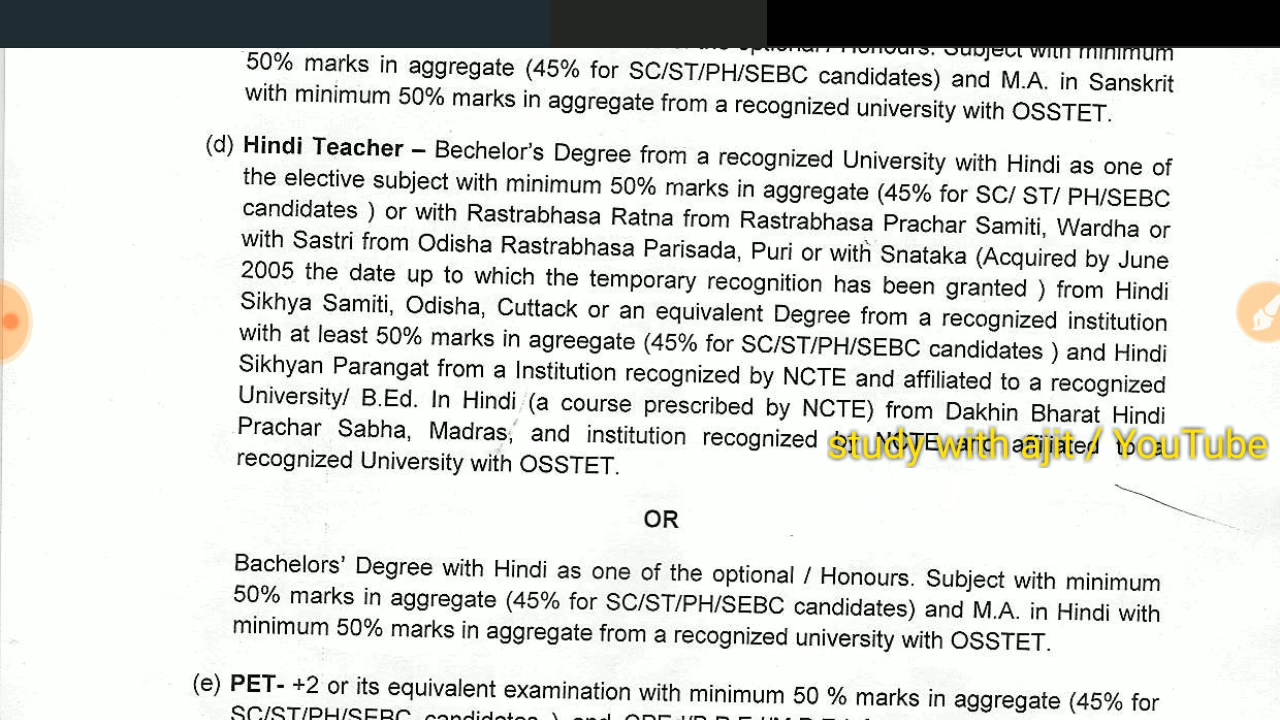 optional / Honours. Subject with minimum
50% marks in aggregate (45% for SC/ST/PH/SEBC candidates) and M.A. in Sanskrit
with minimum 50% marks in aggregate from a recognized university with OSSTET.
(d) Hindi Teacher – Bechelor's Degree from a recognized University with Hindi as one of
the elective subject with minimum 50% marks in aggregate (45% for SC/ ST/ PH/SEBC
candidates ) or with Rastrabhasa Ratna from Rastrabhasa Prachar Samiti, Wardha or
with Sastri from Odisha Rastrabhasa Parisada, Puri or with Snataka (Acquired by June
2005 the date up to which the temporary recognition has been granted ) from Hindi
Sikhya Samiti, Odisha, Cuttack or an equivalent Degree from a recognized institution
with at least 50% marks in agreegate (45% for SC/ST/PH/SEBC candidates ) and Hindi
Sikhyan Parangat from a Institution recognized by NCTE and affiliated to a recognized
University/ B.Ed. In Hindi (a course prescribed by NCTE) from Dakhin Bharat Hindi
Prachar Sabha, Madras, and institution recognized by NCTE and affiliated to a
study with ajit / YouTube
recognized University with OSSTET.
OR
Bachelors' Degree with Hindi as one of the optional / Honours. Subject with minimum
50% marks in aggregate (45% for SC/ST/PH/SEBC candidates) and M.A. in Hindi with
minimum 50% marks in aggregate from a recognized university with OSSTET.
(e) PET- +2 or its equivalent examination with minimum 50 % marks in aggregate (45% for
SC/ST/PH/SEBC candidates ) and